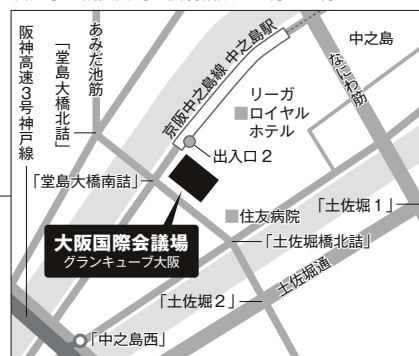 阪神高速3号神戸線
「堂島大橋北詰」
あみだ池筋
京阪中之島線 中之島駅
中之島
なにわ筋
リーガ
ロイヤル
ホテル
出入口2
「堂島大橋南詰」
大阪国際会議場
グランキューブ大阪
住友病院
「土佐堀1」
「土佐堀橋北詰」
「土佐堀2」
土佐堀通
「中之島西」